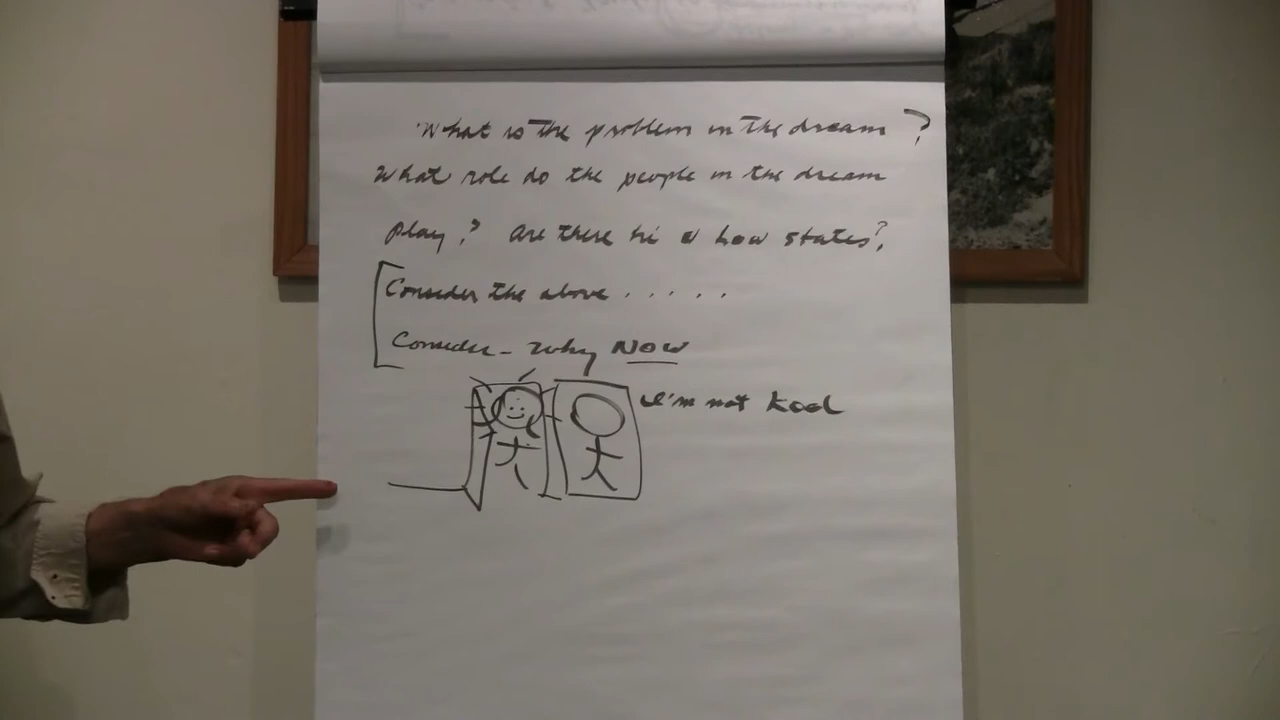 What is the problem in the dream?
What role do the people in the dream
play? Are there hi & low states?
Consider the above . . . . . .
Consider - Why NOW
I'm not kool